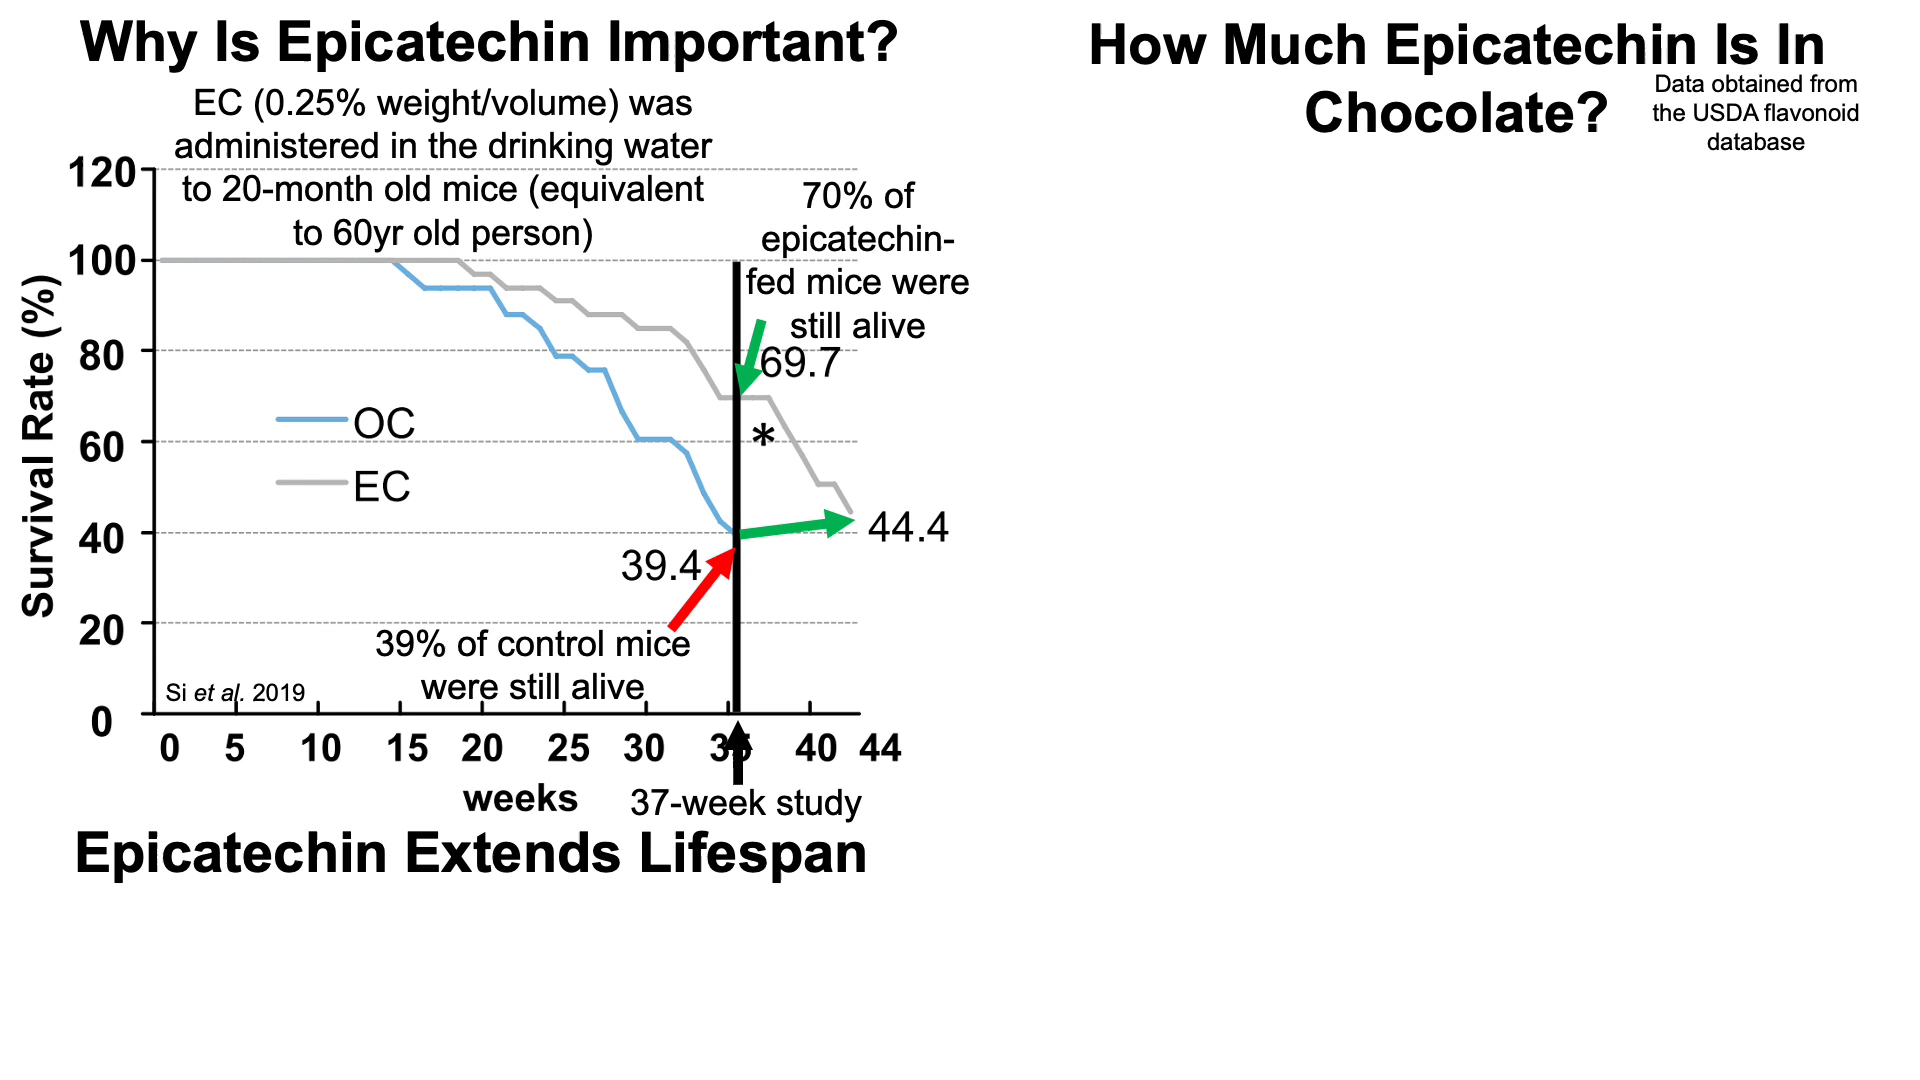 Why Is Epicatechin Important?
EC (0.25% weight/volume) was
administered in the drinking water
to 20-month old mice (equivalent
to 60yr old person)
120
100
80
60
40
20
0
Survival Rate (%)
OC
EC
70% of
epicatechin-
fed mice were
still alive
69.7
*
44.4
39.4
39% of control mice
were still alive
Si et al. 2019
0 5 10 15 20 25 30 35 40 44
weeks
37-week study
Epicatechin Extends Lifespan
How Much Epicatechin Is In
Chocolate?
Data obtained from
the USDA flavonoid
database